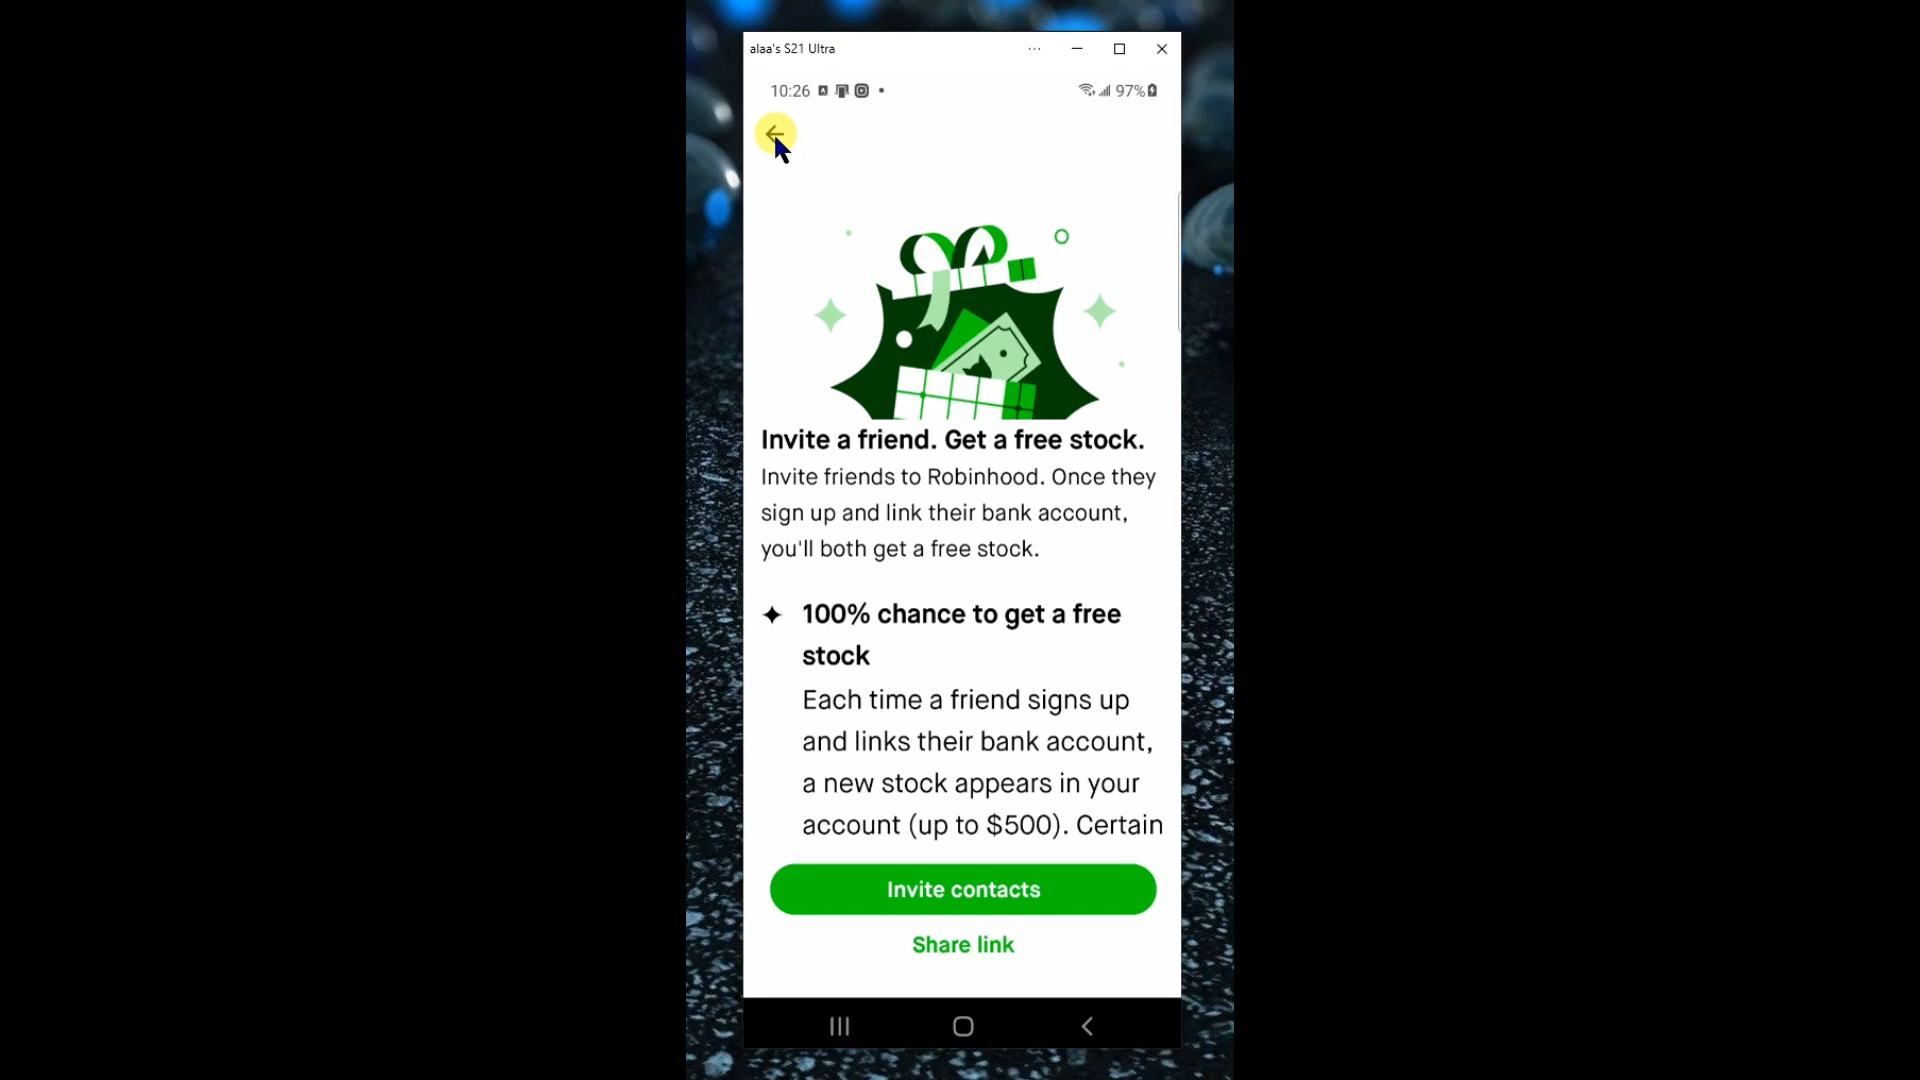 alaa's S21 Ultra
10:26
97%
Invite a friend. Get a free stock.
Invite friends to Robinhood. Once they
sign up and link their bank account,
you'll both get a free stock.
100% chance to get a free
stock
Each time a friend signs up
and links their bank account,
a new stock appears in your
account (up to $500). Certain
Invite contacts
Share link